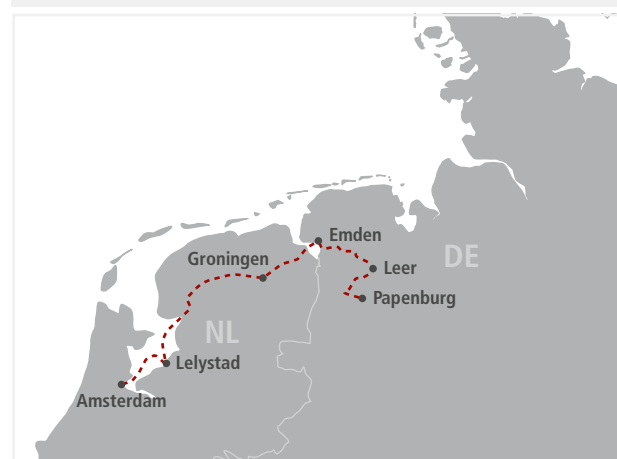 Emden
Groningen
DE
Leer
Papenburg
NL
Lelystad
Amsterdam